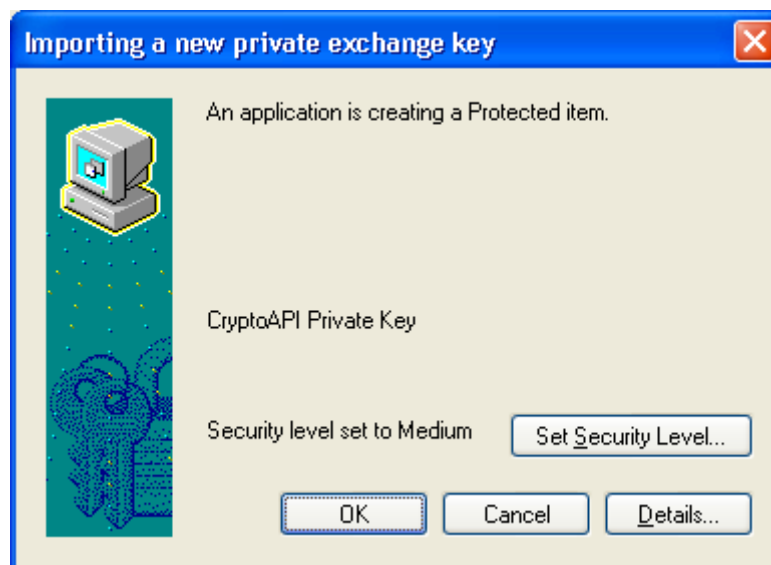 Importing a new private exchange key
An application is creating a Protected item.
CryptoAPI Private Key
Security level set to Medium
Set Security Level...
OK
Cancel
Details...